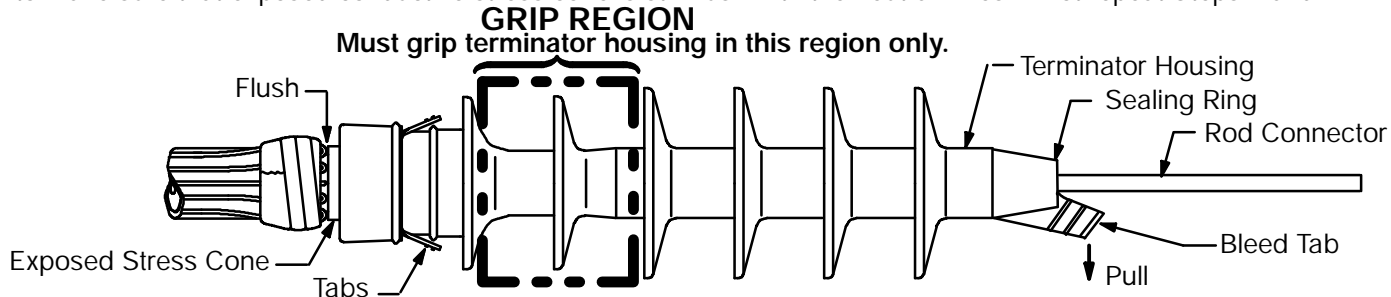 GRIP REGION
Must grip terminator housing in this region only.
Terminator Housing
Flush
Sealing Ring
Rod Connector
Exposed Stress Cone
Bleed Tab
Tabs
Pull